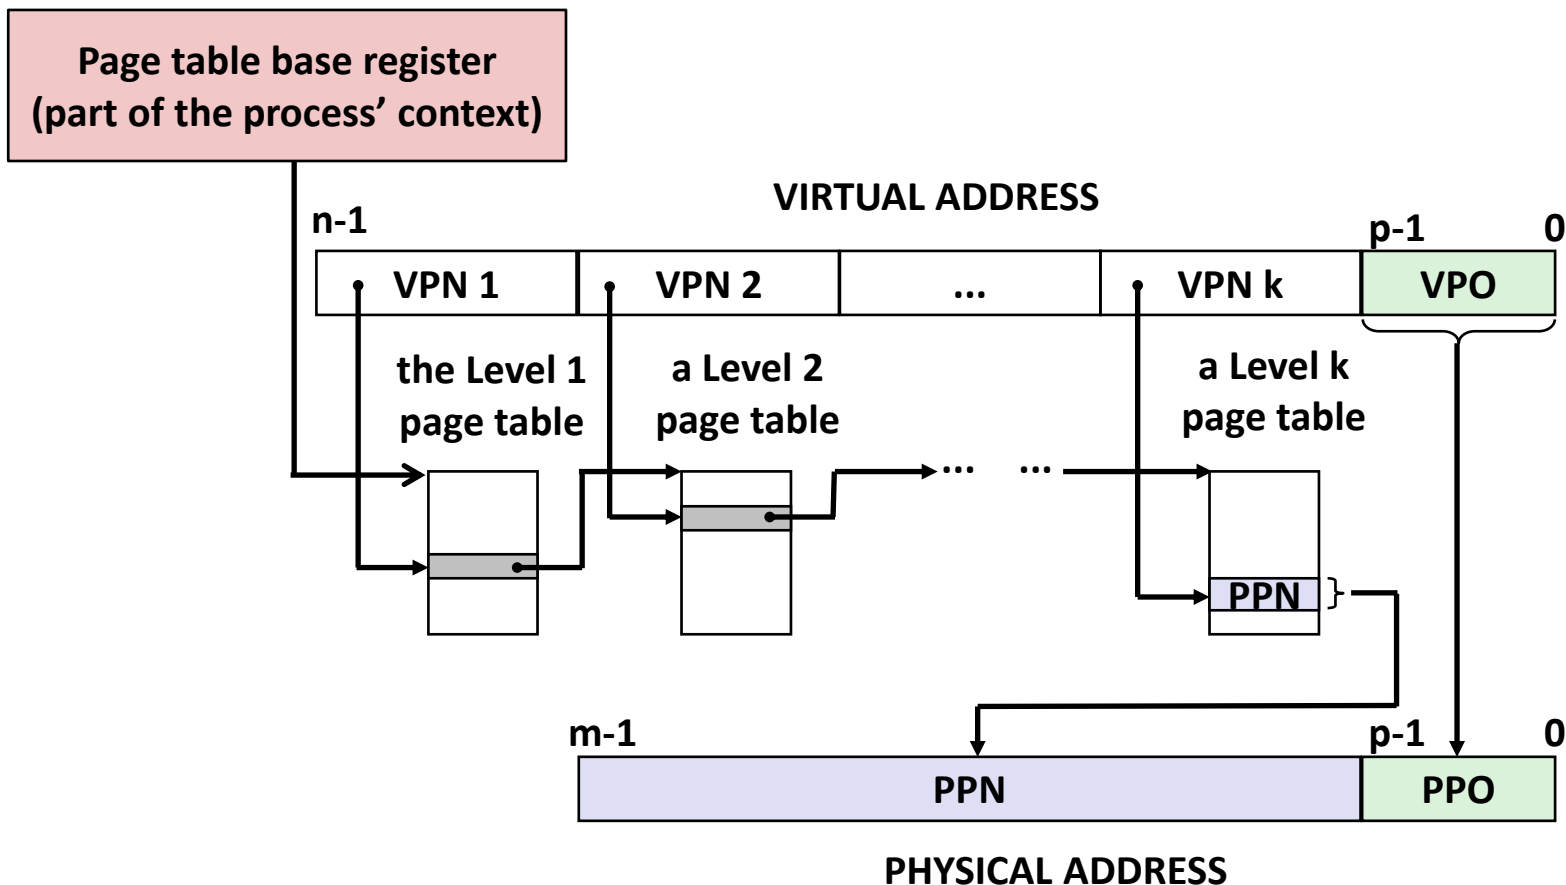 Page table base register
(part of the process’ context)
VIRTUAL ADDRESS
n-1
p-1
0
VPN 1
VPN 2
...
VPN k
VPO
the Level 1
page table
a Level 2
page table
a Level k
page table
...
...
PPN
m-1
p-1
0
PPN
PPO
PHYSICAL ADDRESS